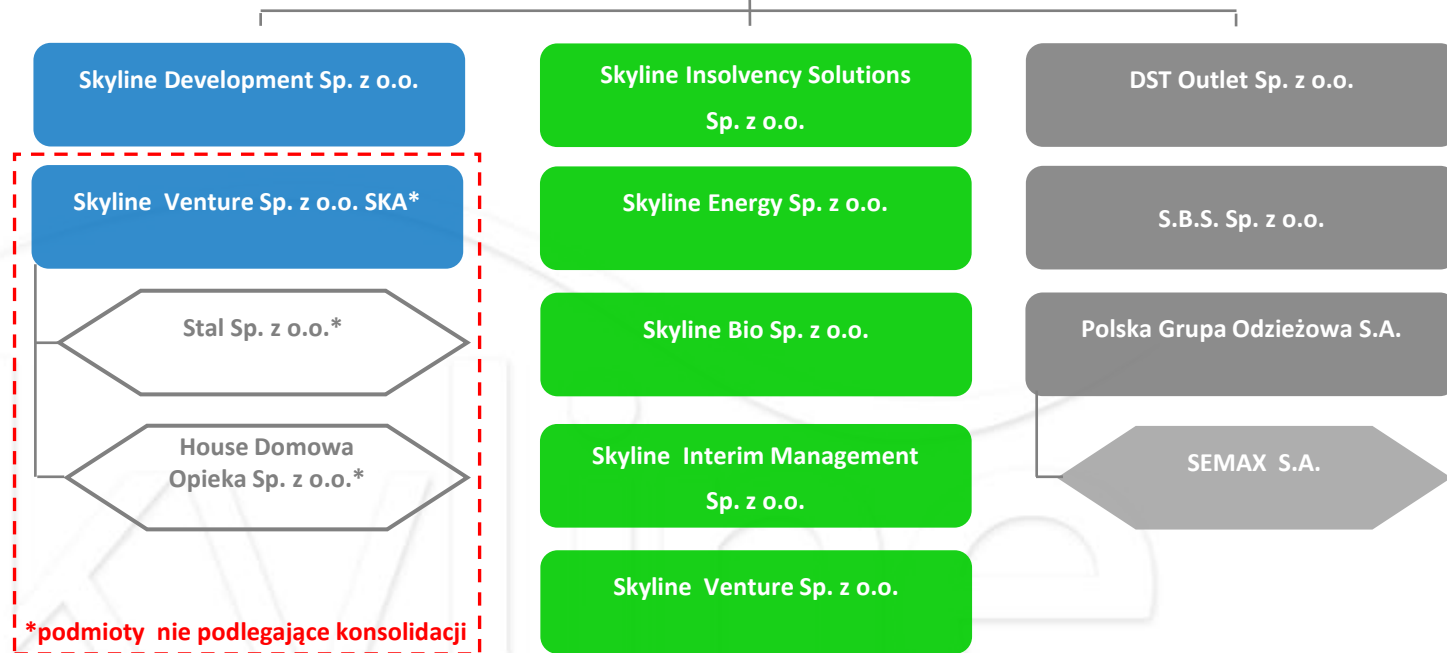 Skyline Development Sp. z o.o.
Skyline Venture Sp. z o.o. SKA*
Stal Sp. z o.o.*
House Domowa
Opieka Sp. z o.o.*
*podmioty nie podlegające konsolidacji
Skyline Insolvency Solutions
Sp. z o.o.
Skyline Energy Sp. z o.o.
Skyline Bio Sp. z o.o.
Skyline Interim Management
Sp. z o.o.
Skyline Venture Sp. z o.o.
DST Outlet Sp. z o.o.
S.B.S. Sp. z o.o.
Polska Grupa Odzieżowa S.A.
SEMAX S.A.